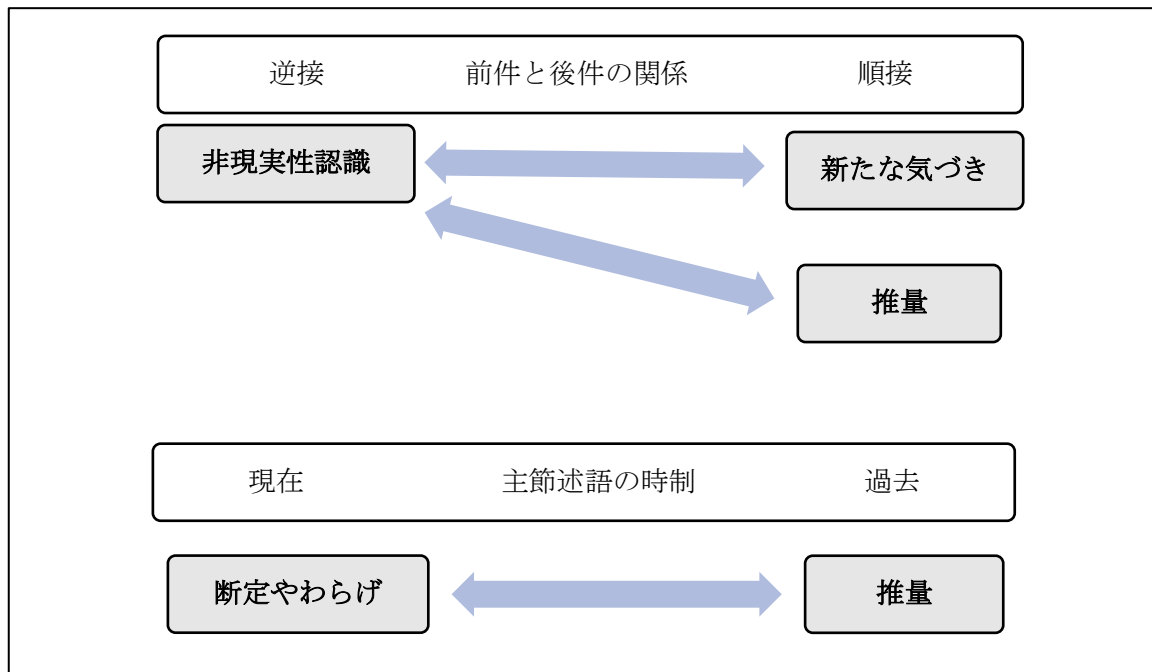 逆接 前件と後件の関係 順接
非現実性認識 新たな気づき
推量
現在 主節述語の時制 過去
断定やわらげ 推量